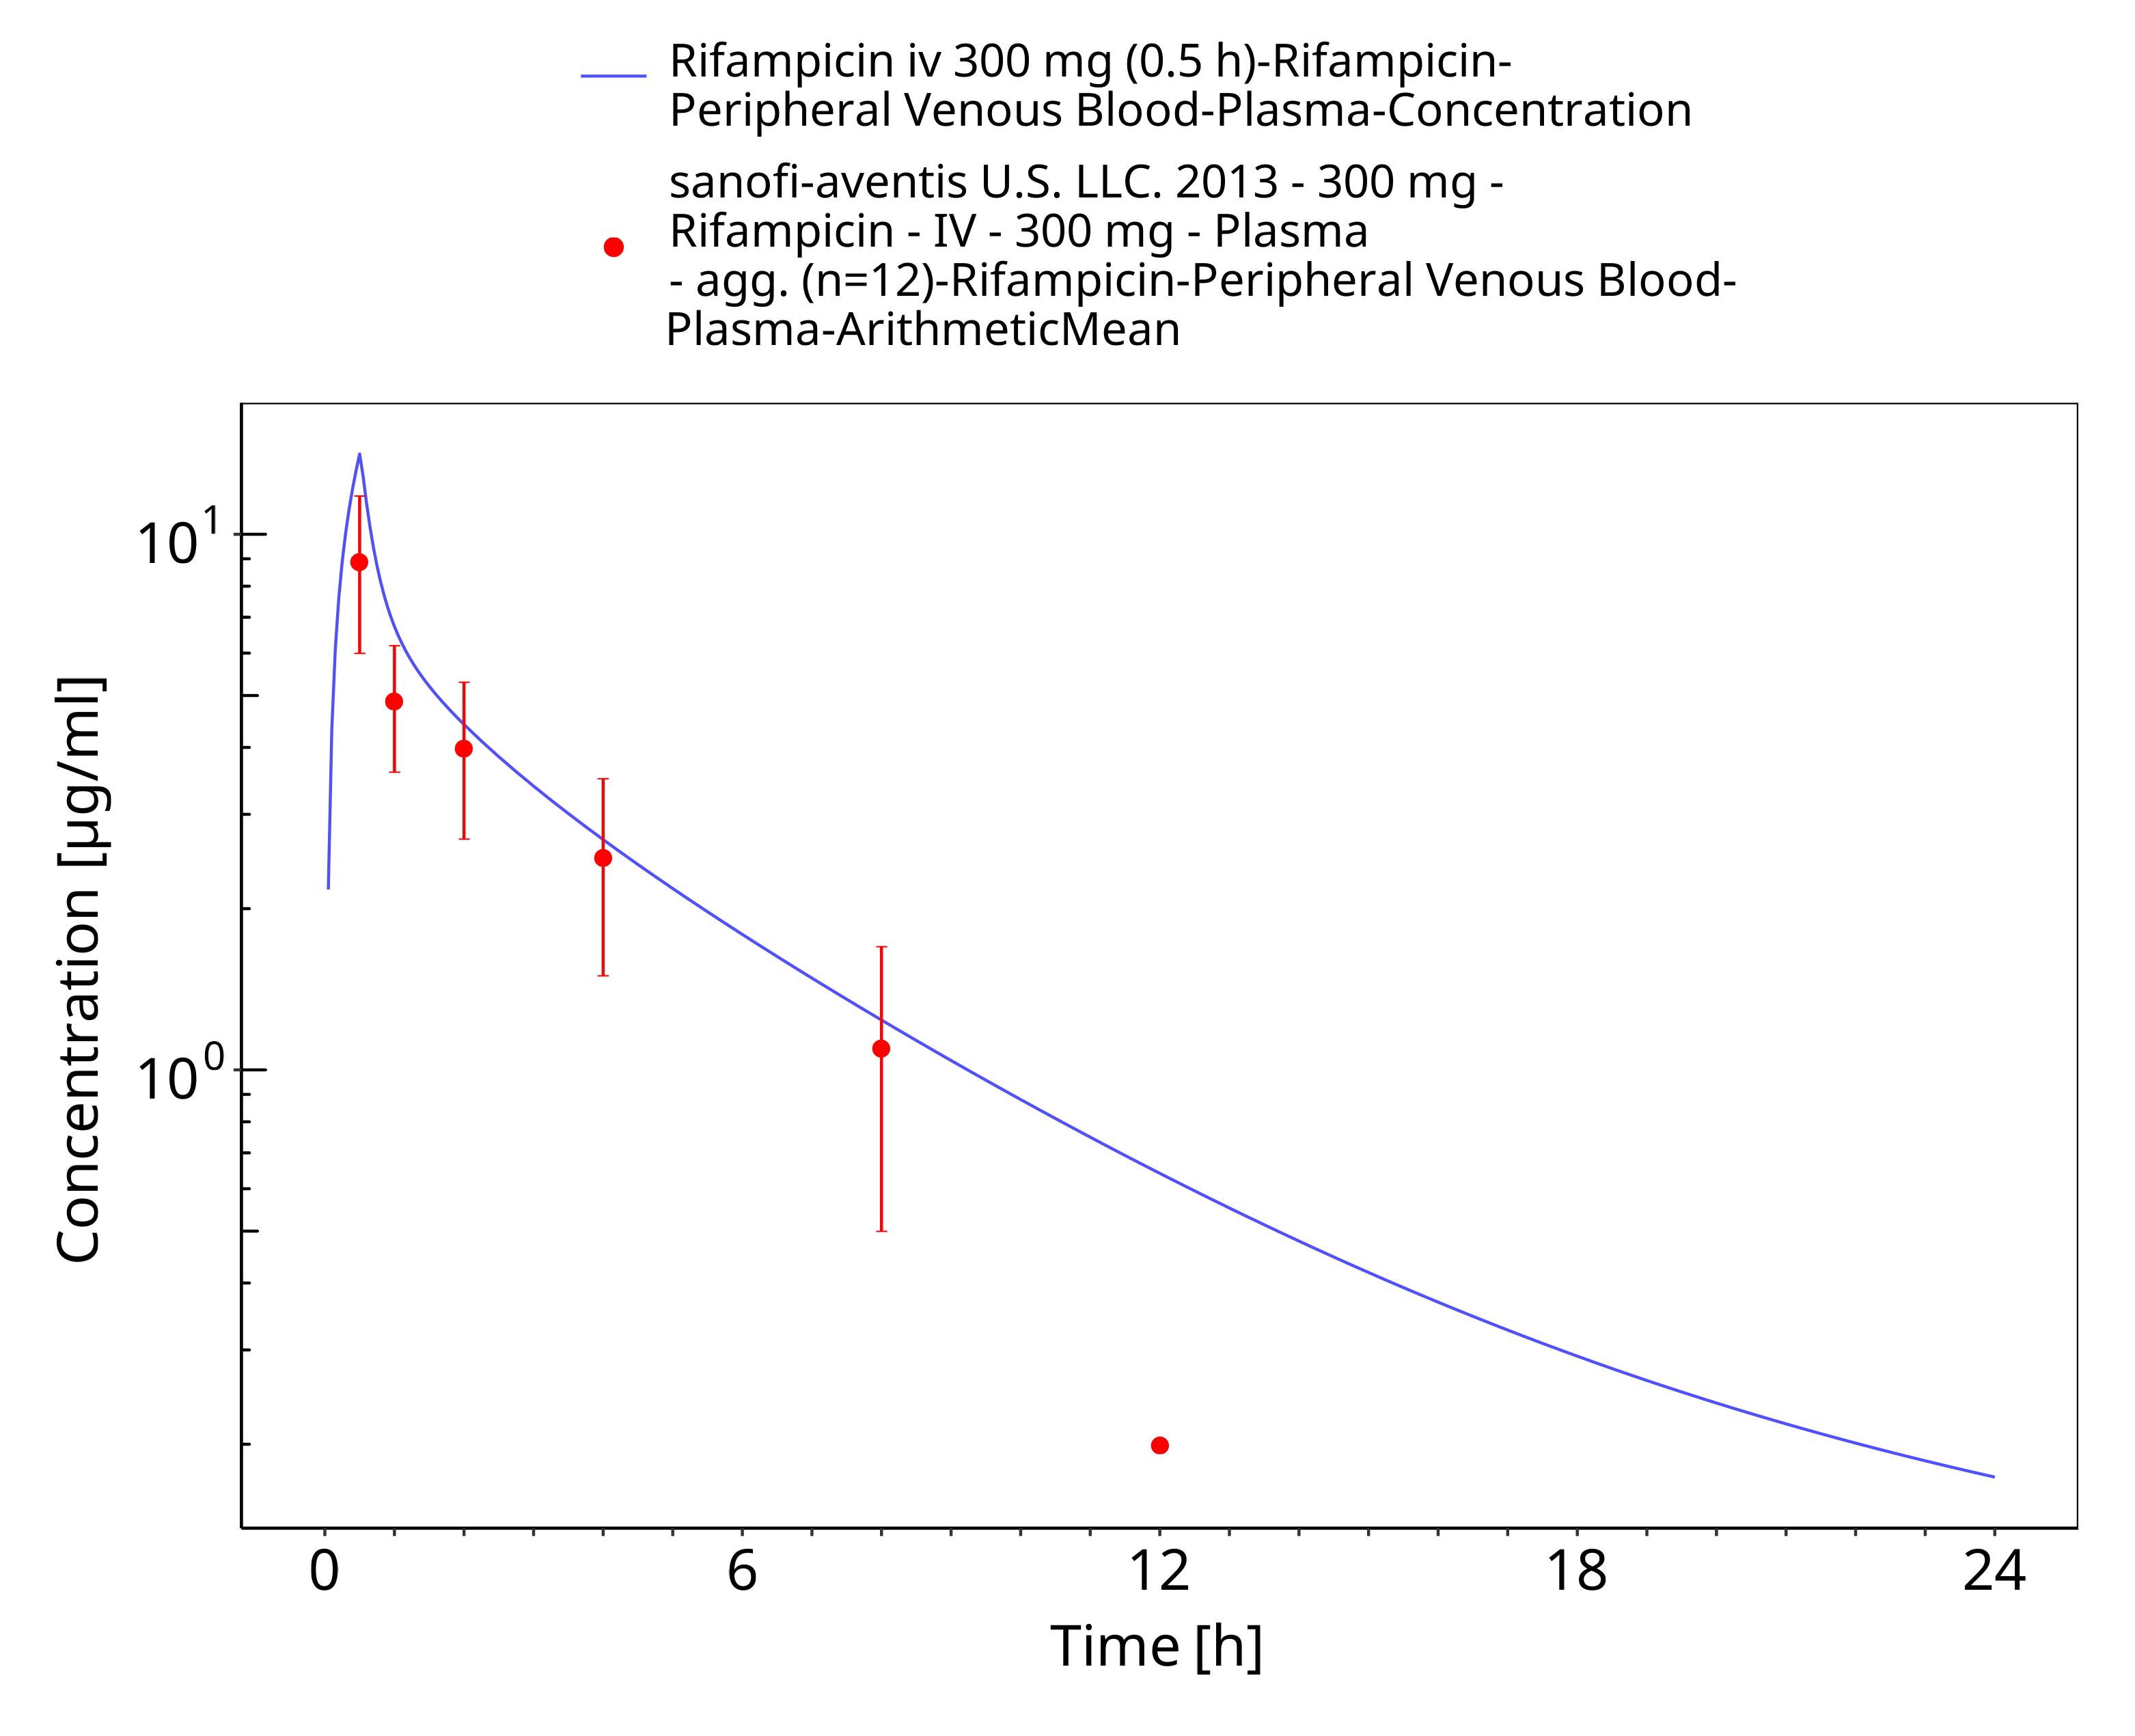 Rifampicin iv 300 mg (0.5 h)-Rifampicin-
Peripheral Venous Blood-Plasma-Concentration
sanofi-aventis U.S. LLC. 2013 - 300 mg -
Rifampicin - IV - 300 mg - Plasma
- agg. (n=12)-Rifampicin-Peripheral Venous Blood-
Plasma-ArithmeticMean
10^1
10^0
Concentration [µg/ml]
0 6 12 18 24
Time [h]